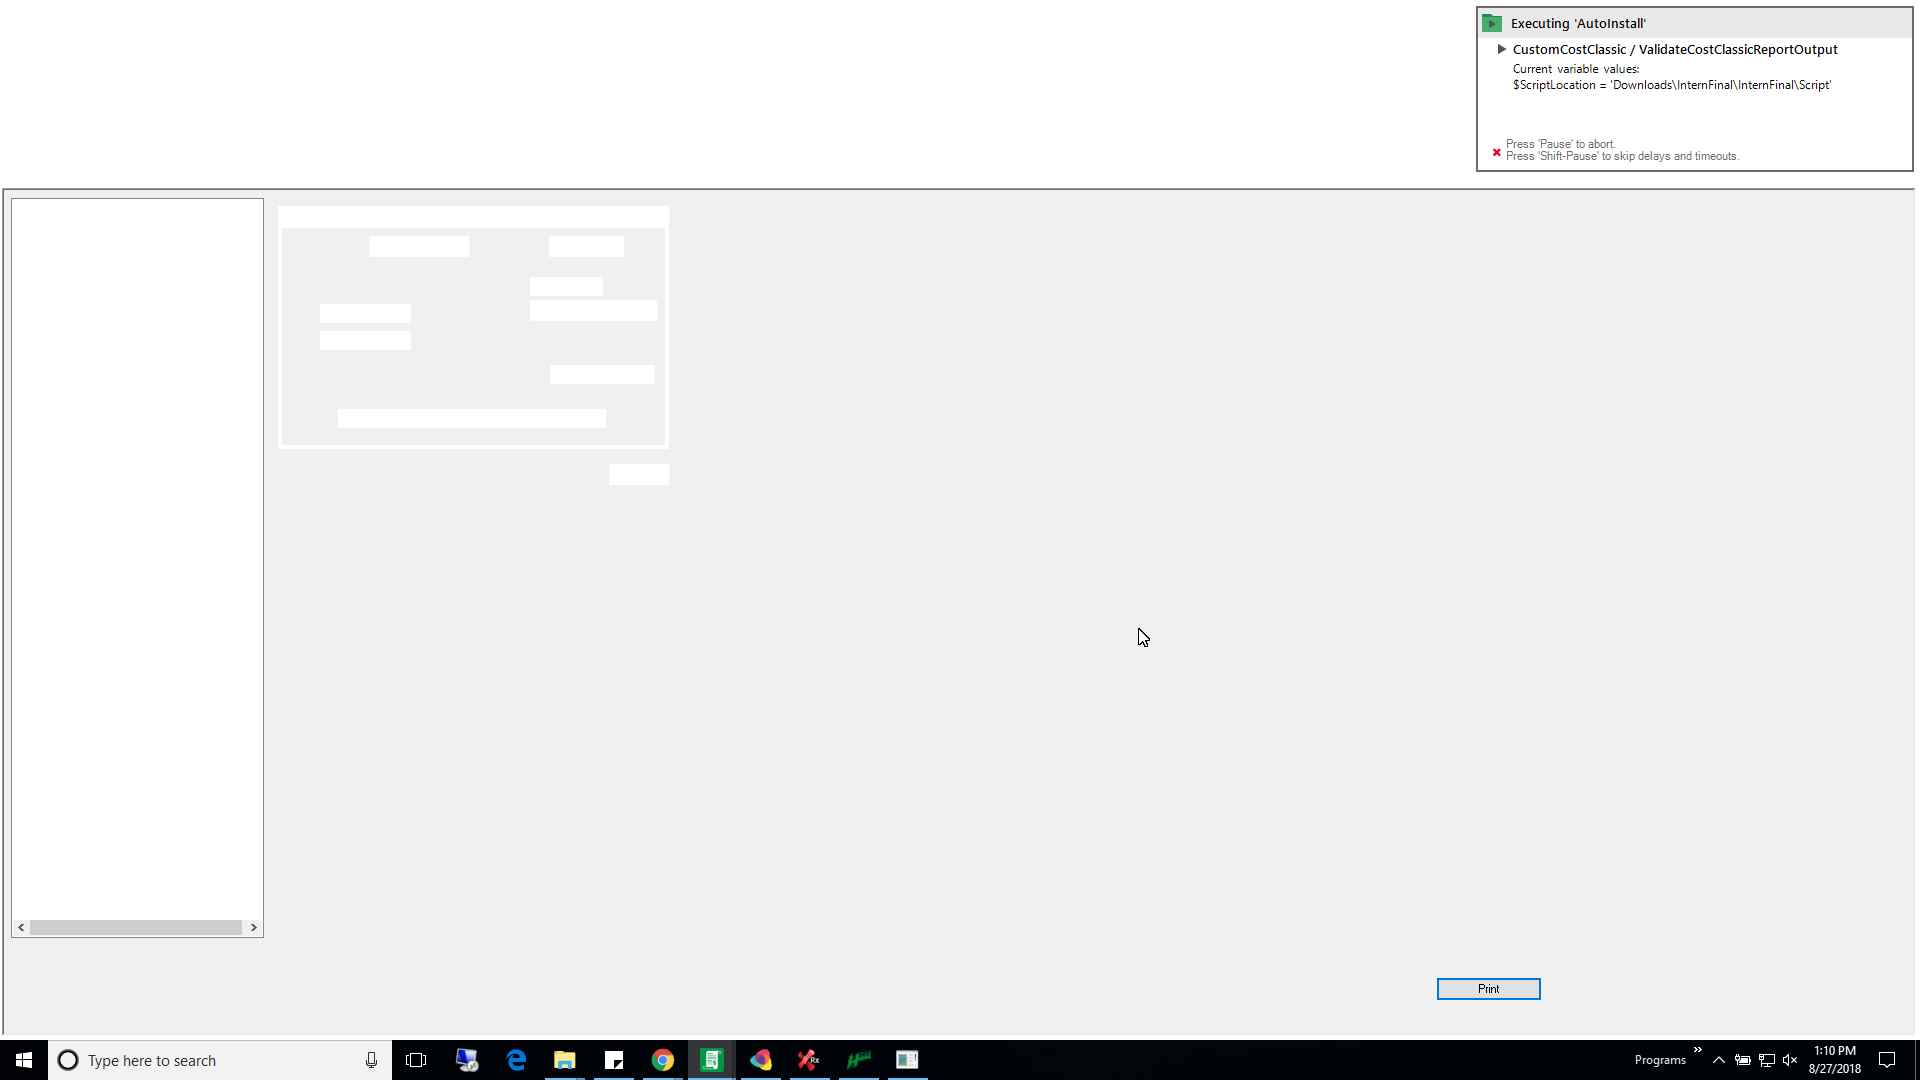 Executing 'AutoInstall'
CustomCostClassic / ValidateCostClassicReportOutput
Current variable values:
$ScriptLocation = 'Downloads\InternFinal\InternFinal\Script'
Press 'Pause' to abort.
Press 'Shift-Pause' to skip delays and timeouts.
Print
Type here to search
Rx
Programs
1:10 PM
8/27/2018